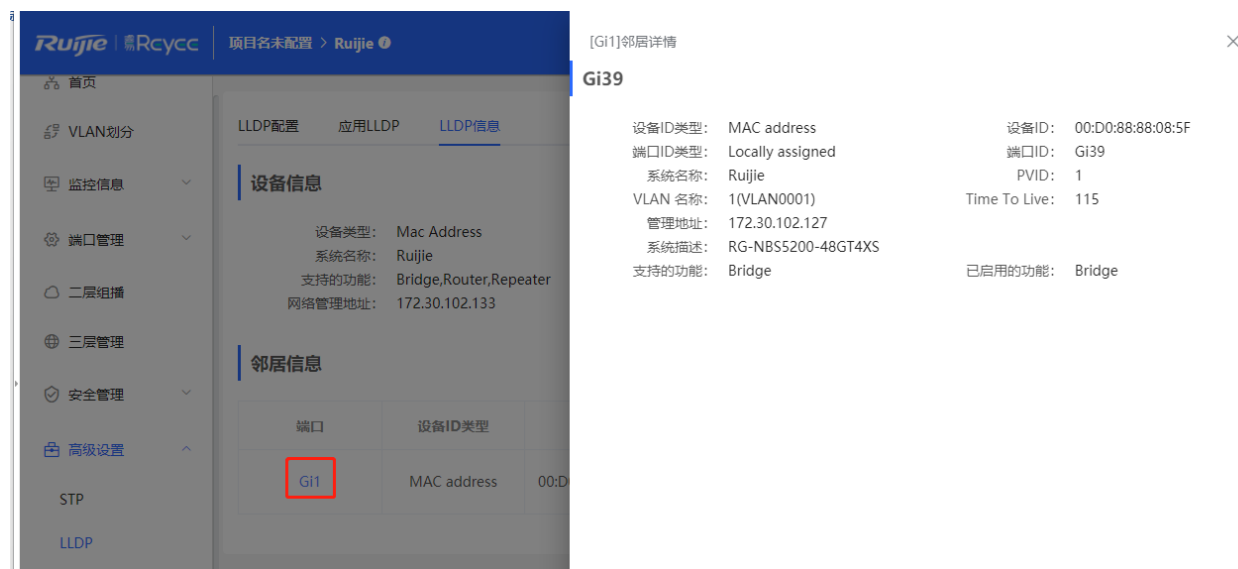 Ruijie | Rcycc
项目名未配置 > Ruijie
首页
VLAN划分
监控信息
端口管理
二层组播
三层管理
安全管理
高级设置
STP
LLDP
LLDP配置 应用LLDP LLDP信息
设备信息
设备类型: Mac Address
系统名称: Ruijie
支持的功能: Bridge,Router,Repeater
网络管理地址: 172.30.102.133
邻居信息
端口 设备ID类型
Gi1 MAC address 00:D
[Gi1]邻居详情
Gi39
设备ID类型: MAC address 设备ID: 00:D0:88:88:08:5F
端口ID类型: Locally assigned 端口ID: Gi39
系统名称: Ruijie PVID: 1
VLAN 名称: 1(VLAN0001) Time To Live: 115
管理地址: 172.30.102.127
系统描述: RG-NBS5200-48GT4XS
支持的功能: Bridge 已启用的功能: Bridge